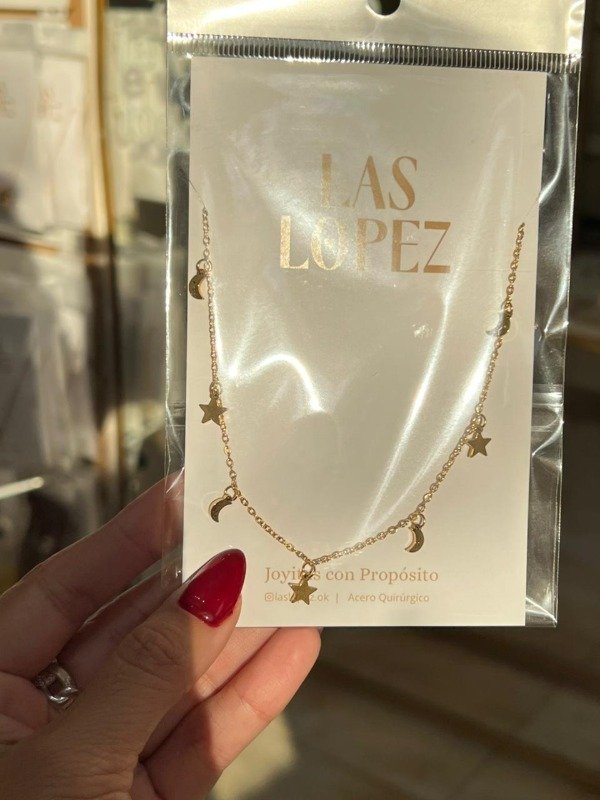 LAS
LOPEZ
con Propósito
| Acero Quirúrgico